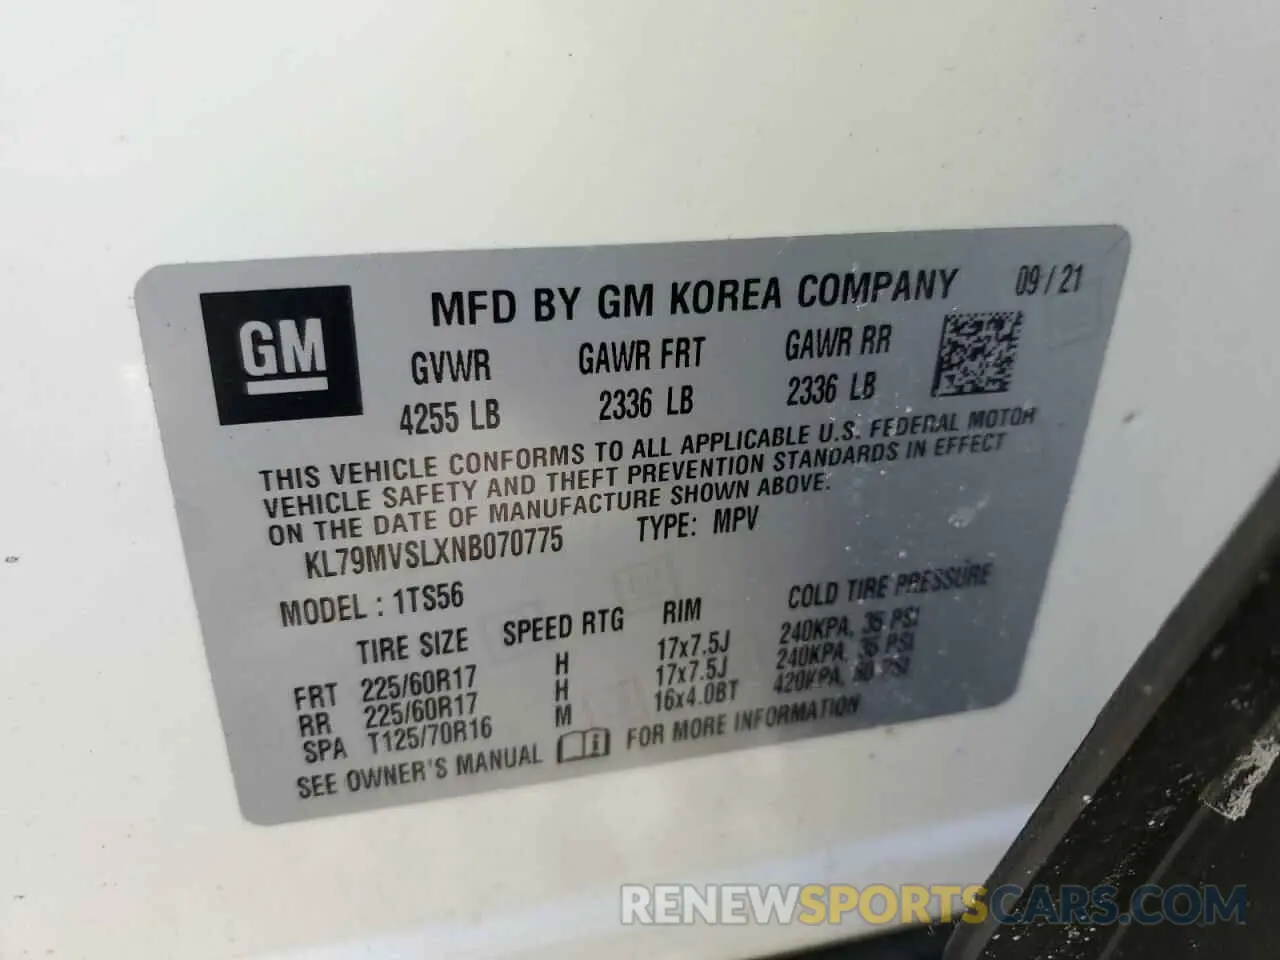 GM
MFD BY GM KOREA COMPANY 09/21
GVWR GAWR FRT GAWR RR
4255 LB 2336 LB 2336 LB
THIS VEHICLE CONFORMS TO ALL APPLICABLE U.S. FEDERAL MOTOR
VEHICLE SAFETY AND THEFT PREVENTION STANDARDS IN EFFECT
ON THE DATE OF MANUFACTURE SHOWN ABOVE.
KL79MVSLXNB070775 TYPE: MPV
MODEL : 1TS56
TIRE SIZE SPEED RTG RIM COLD TIRE PRESSURE
FRT 225/60R17 H 17x7.5J 240KPA, 35 PSI
RR 225/60R17 H 17x7.5J 240KPA, 35 PSI
SPA T125/70R16 M 16x4.0BT 420KPA, 60 PSI
SEE OWNER'S MANUAL FOR MORE INFORMATION
RENEWSPORTSCARS.COM